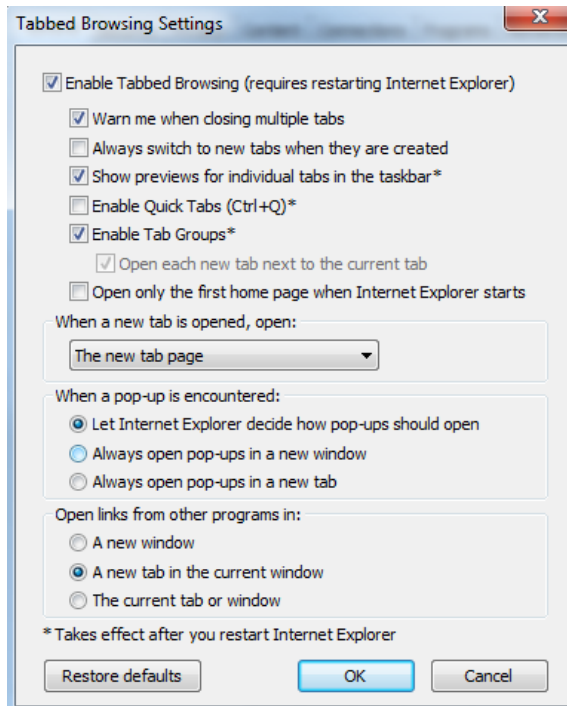 Tabbed Browsing Settings
Enable Tabbed Browsing (requires restarting Internet Explorer)
Warn me when closing multiple tabs
Always switch to new tabs when they are created
Show previews for individual tabs in the taskbar*
Enable Quick Tabs (Ctrl+Q)*
Enable Tab Groups*
Open each new tab next to the current tab
Open only the first home page when Internet Explorer starts
When a new tab is opened, open:
The new tab page
When a pop-up is encountered:
Let Internet Explorer decide how pop-ups should open
Always open pop-ups in a new window
Always open pop-ups in a new tab
Open links from other programs in:
A new window
A new tab in the current window
The current tab or window
* Takes effect after you restart Internet Explorer
Restore defaults
OK
Cancel